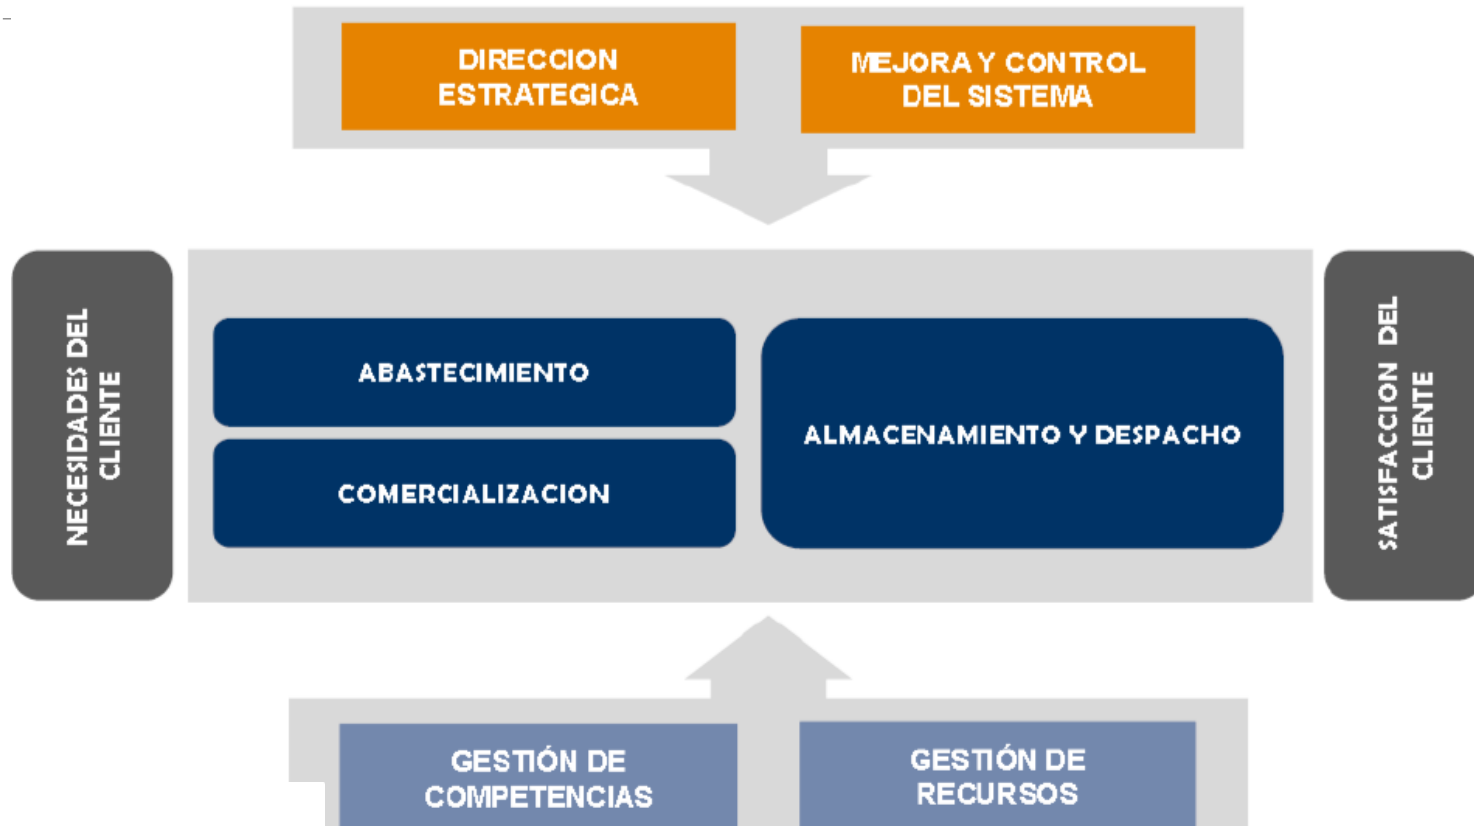 DIRECCION
ESTRATEGICA
MEJORA Y CONTROL
DEL SISTEMA
NECESIDADES DEL
CLIENTE
ABASTECIMIENTO
COMERCIALIZACION
ALMACENAMIENTO Y DESPACHO
SATISFACCION DEL
CLIENTE
GESTIÓN DE
COMPETENCIAS
GESTIÓN DE
RECURSOS